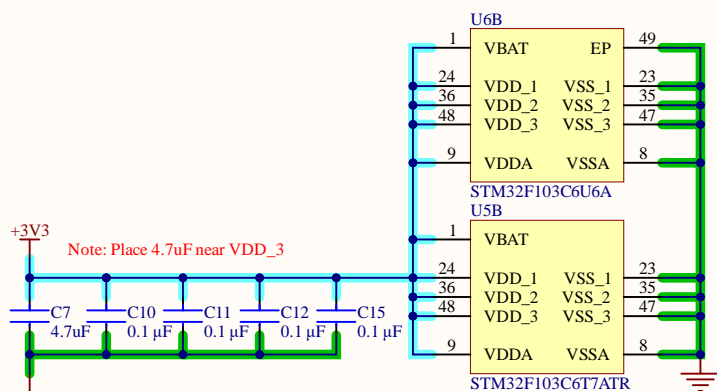 U6B
1 VBAT EP 49
24 VDD_1 VSS_1 23
36 VDD_2 VSS_2 35
48 VDD_3 VSS_3 47
9 VDDA VSSA 8
STM32F103C6U6A
U5B
1 VBAT
+3V3
Note: Place 4.7uF near VDD_3
24 VDD_1 VSS_1 23
36 VDD_2 VSS_2 35
48 VDD_3 VSS_3 47
C7 C10 C11 C12 C15
4.7uF 0.1 µF 0.1 µF 0.1 µF 0.1 µF
9 VDDA VSSA 8
STM32F103C6T7ATR